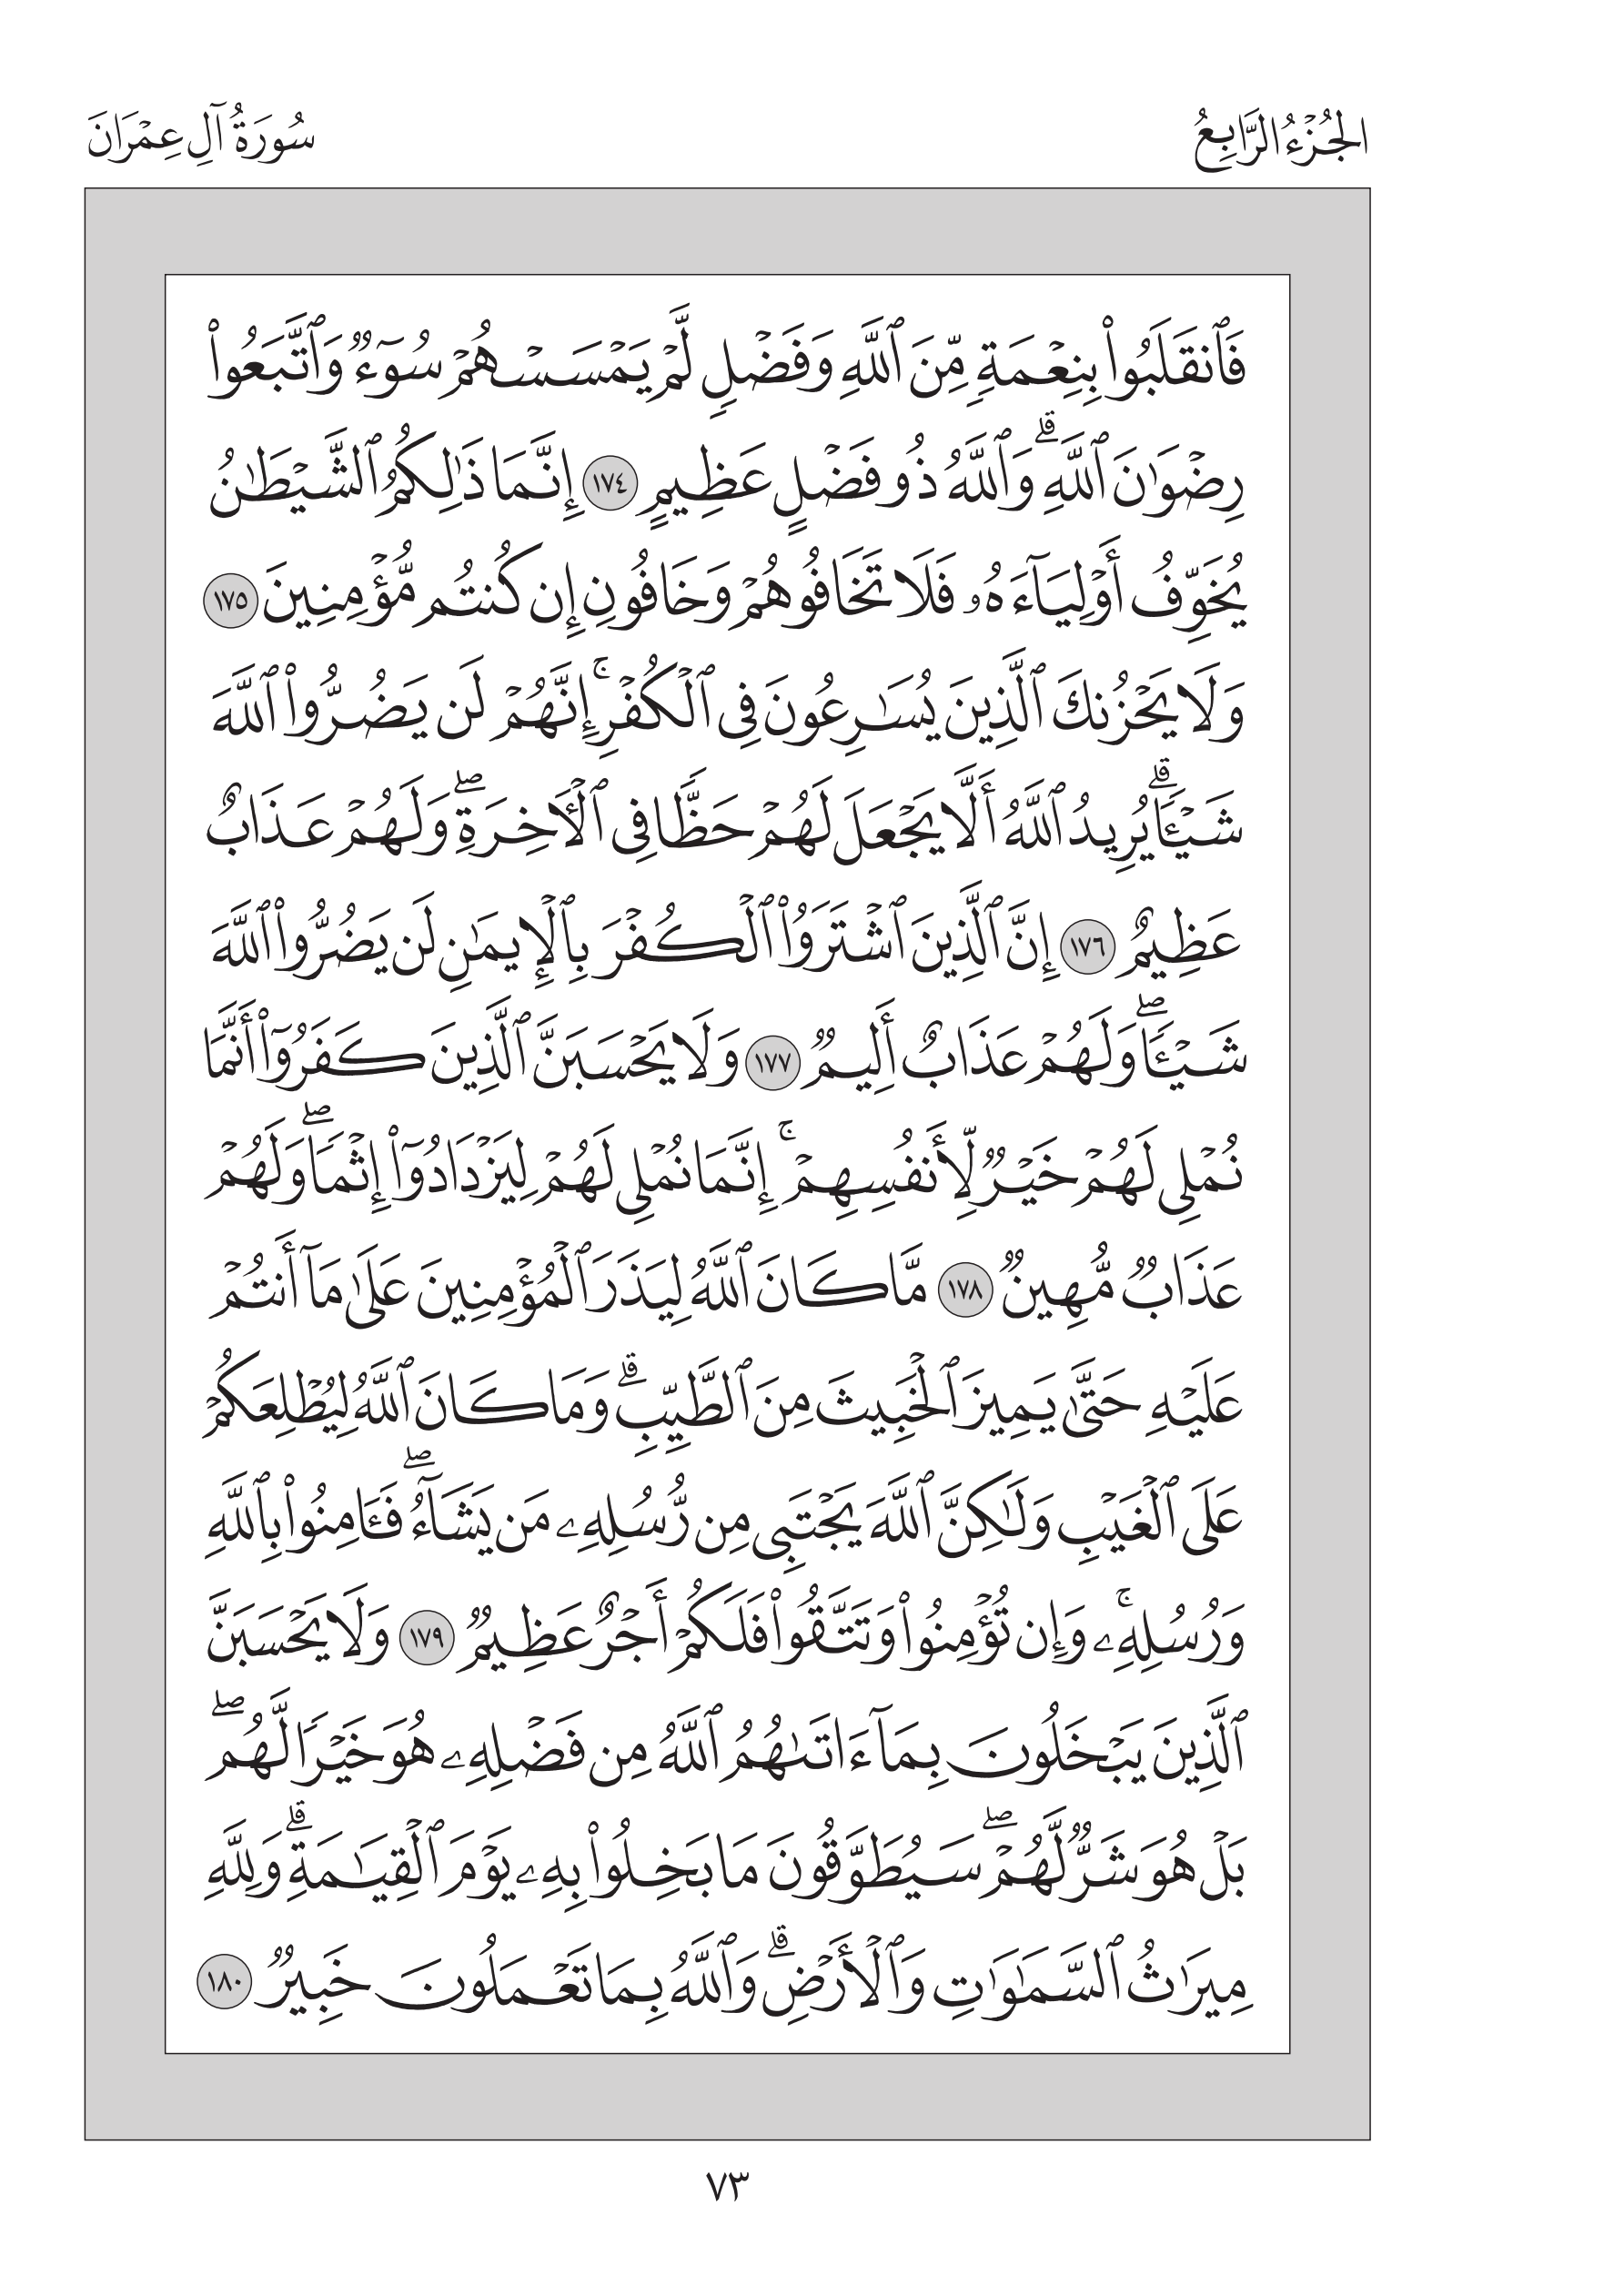 الجُزْءُ الرَّابِعُ
سُورَةُ آلِ عِمْرَانَ
فَٱنقَلَبُواْ بِنِعۡمَةٖ مِّنَ ٱللَّهِ وَفَضۡلٖ لَّمۡ يَمۡسَسۡهُمۡ سُوٓءٞ وَٱتَّبَعُواْ
رِضۡوَٰنَ ٱللَّهِۗ وَٱللَّهُ ذُو فَضۡلٍ عَظِيمٍ ١٧٤ إِنَّمَا ذَٰلِكُمُ ٱلشَّيۡطَٰنُ
يُخَوِّفُ أَوۡلِيَآءَهُۥ فَلَا تَخَافُوهُمۡ وَخَافُونِ إِن كُنتُم مُّؤۡمِنِينَ ١٧٥
وَلَا يَحۡزُنكَ ٱلَّذِينَ يُسَٰرِعُونَ فِي ٱلۡكُفۡرِۚ إِنَّهُمۡ لَن يَضُرُّواْ ٱللَّهَ
شَيۡـٔٗاۗ يُرِيدُ ٱللَّهُ أَلَّا يَجۡعَلَ لَهُمۡ حَظّٗا فِي ٱلۡأٓخِرَةِۖ وَلَهُمۡ عَذَابٌ
عَظِيمٌ ١٧٦ إِنَّ ٱلَّذِينَ ٱشۡتَرَوُاْ ٱلۡكُفۡرَ بِٱلۡإِيمَٰنِ لَن يَضُرُّواْ ٱللَّهَ
شَيۡـٔٗاۖ وَلَهُمۡ عَذَابٌ أَلِيمٞ ١٧٧ وَلَا يَحۡسَبَنَّ ٱلَّذِينَ كَفَرُوٓاْ أَنَّمَا
نُمۡلِي لَهُمۡ خَيۡرٞ لِّأَنفُسِهِمۡۚ إِنَّمَا نُمۡلِي لَهُمۡ لِيَزۡدَادُوٓاْ إِثۡمٗاۖ وَلَهُمۡ
عَذَابٞ مُّهِينٞ ١٧٨ مَّا كَانَ ٱللَّهُ لِيَذَرَ ٱلۡمُؤۡمِنِينَ عَلَىٰ مَآ أَنتُمۡ
عَلَيۡهِ حَتَّىٰ يَمِيزَ ٱلۡخَبِيثَ مِنَ ٱلطَّيِّبِۗ وَمَا كَانَ ٱللَّهُ لِيُطۡلِعَكُمۡ
عَلَى ٱلۡغَيۡبِ وَلَٰكِنَّ ٱللَّهَ يَجۡتَبِي مِن رُّسُلِهِۦ مَن يَشَآءُۖ فَـَٔامِنُواْ بِٱللَّهِ
وَرُسُلِهِۦۚ وَإِن تُؤۡمِنُواْ وَتَتَّقُواْ فَلَكُمۡ أَجۡرٌ عَظِيمٞ ١٧٩ وَلَا يَحۡسَبَنَّ
ٱلَّذِينَ يَبۡخَلُونَ بِمَآ ءَاتَىٰهُمُ ٱللَّهُ مِن فَضۡلِهِۦ هُوَ خَيۡرٗا لَّهُمۖ
بَلۡ هُوَ شَرّٞ لَّهُمۡۖ سَيُطَوَّقُونَ مَا بَخِلُواْ بِهِۦ يَوۡمَ ٱلۡقِيَٰمَةِۗ وَلِلَّهِ
مِيرَٰثُ ٱلسَّمَٰوَٰتِ وَٱلۡأَرۡضِۗ وَٱللَّهُ بِمَا تَعۡمَلُونَ خَبِيرٞ ١٨٠
٧٣